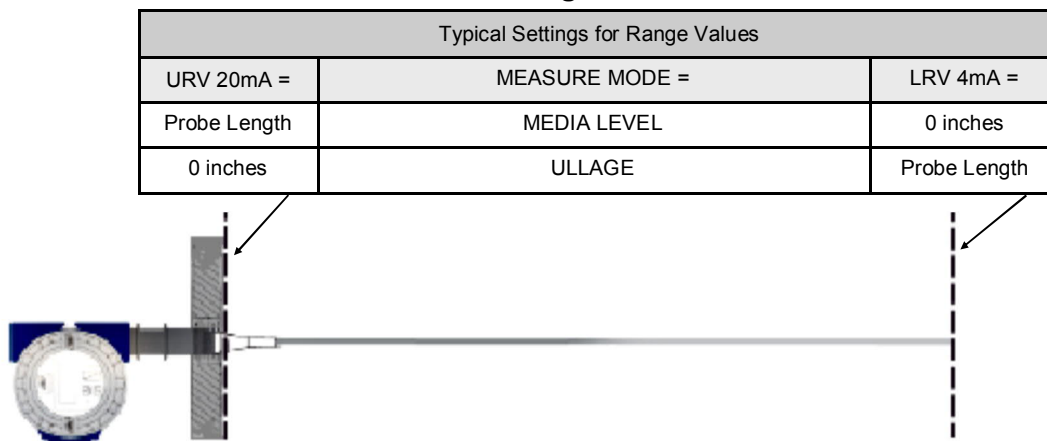 Typical Settings for Range Values
URV 20mA = MEASURE MODE = LRV 4mA =
Probe Length MEDIA LEVEL 0 inches
0 inches ULLAGE Probe Length